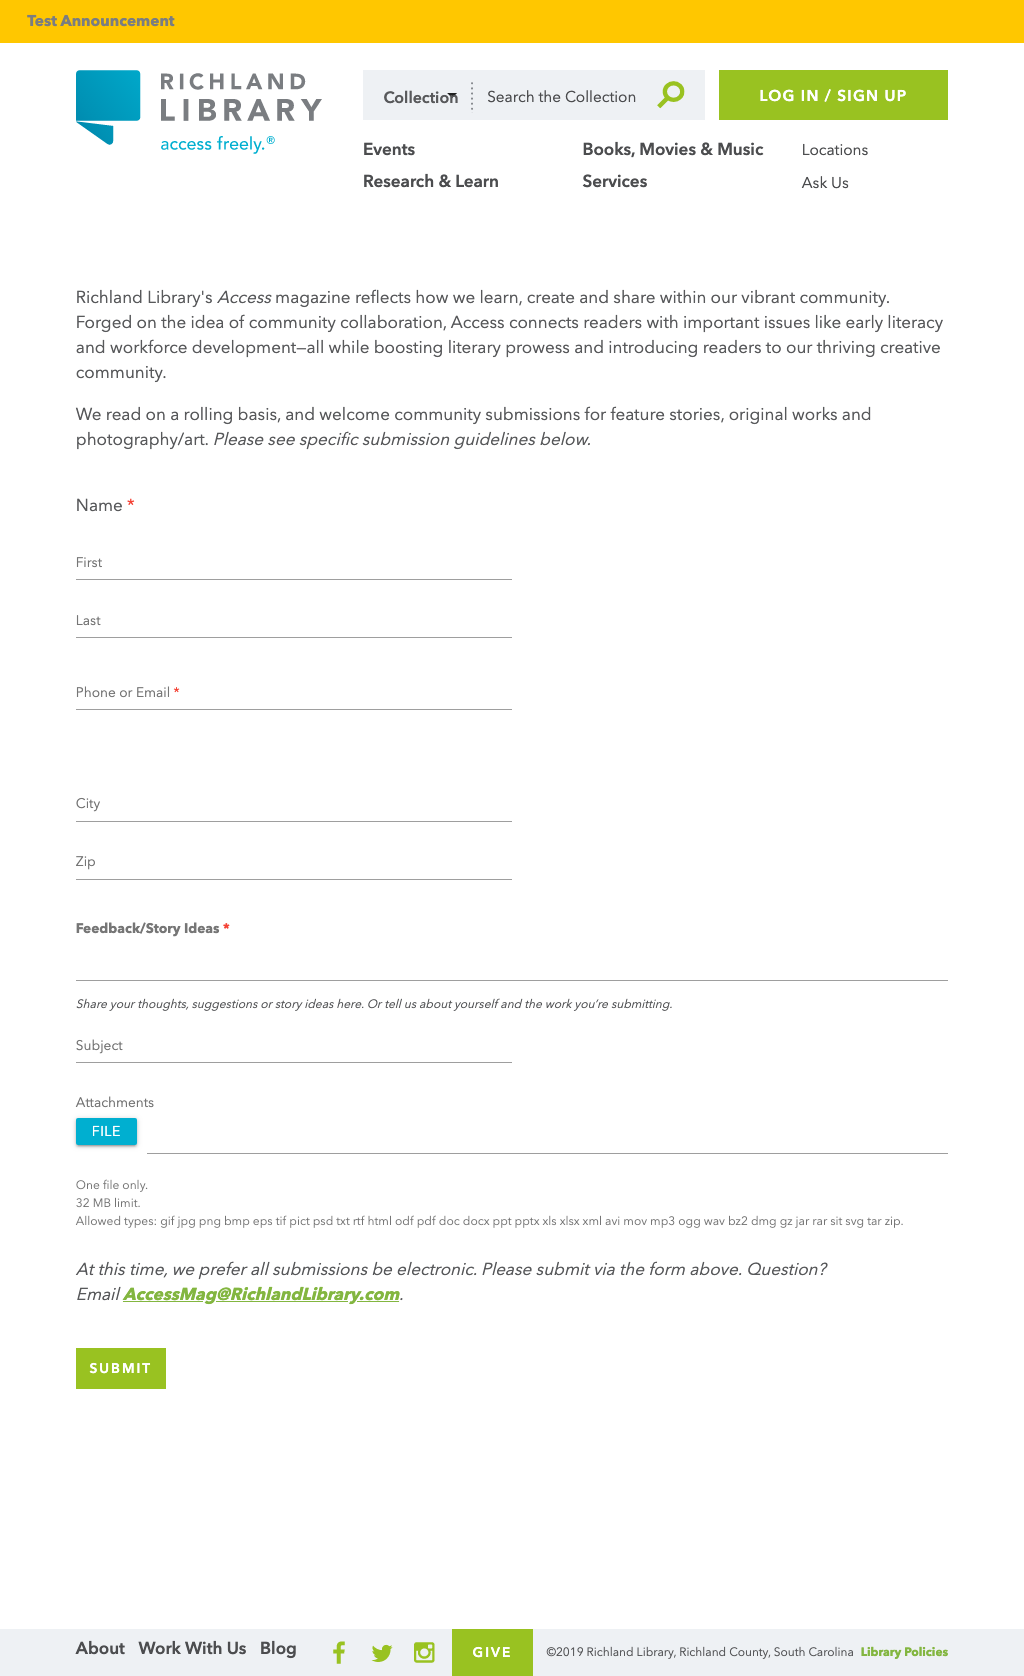 Test Announcement
RICHLAND
LIBRARY
access freely.®
Collection
Search the Collection
LOG IN / SIGN UP
Events
Books, Movies & Music
Locations
Research & Learn
Services
Ask Us
Richland Library's Access magazine reflects how we learn, create and share within our vibrant community.
Forged on the idea of community collaboration, Access connects readers with important issues like early literacy
and workforce development—all while boosting literary prowess and introducing readers to our thriving creative
community.
We read on a rolling basis, and welcome community submissions for feature stories, original works and
photography/art. Please see specific submission guidelines below.
Name *
First
Last
Phone or Email *
City
Zip
Feedback/Story Ideas *
Share your thoughts, suggestions or story ideas here. Or tell us about yourself and the work you're submitting.
Subject
Attachments
FILE
One file only.
32 MB limit.
Allowed types: gif jpg png bmp eps tif pict psd txt rtf html odf pdf doc docx ppt pptx xls xlsx xml avi mov mp3 ogg wav bz2 dmg gz jar rar sit svg tar zip.
At this time, we prefer all submissions be electronic. Please submit via the form above. Question?
Email AccessMag@RichlandLibrary.com.
SUBMIT
About
Work With Us
Blog
GIVE
©2019 Richland Library, Richland County, South Carolina
Library Policies